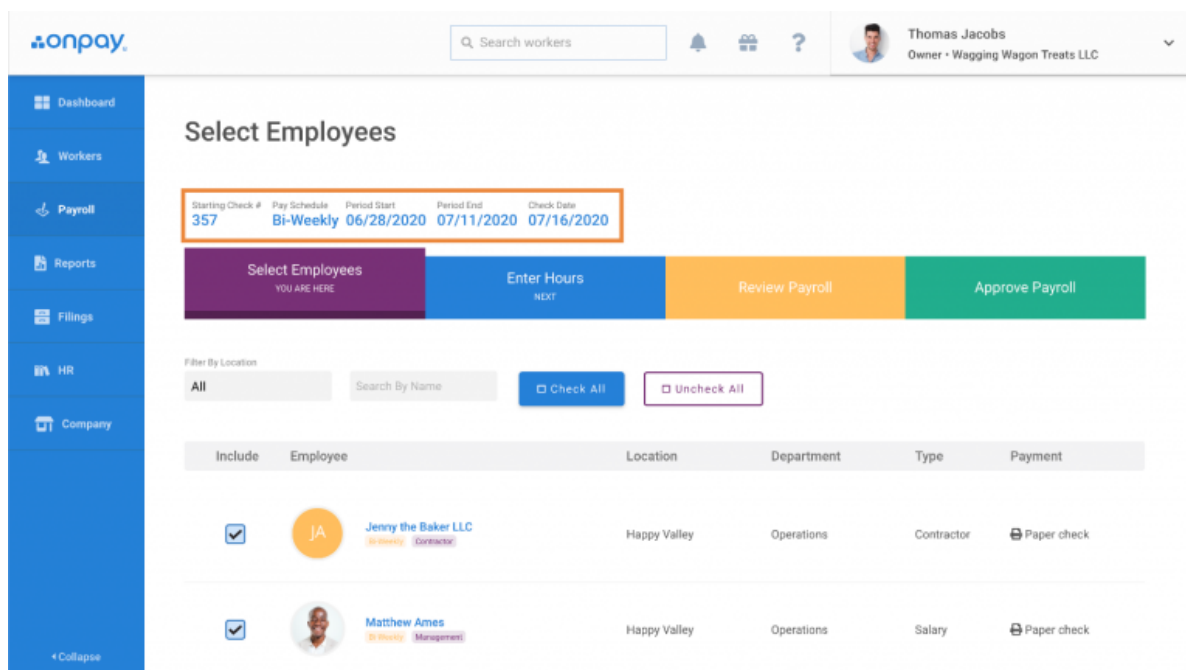 onpay
Search workers
?
Thomas Jacobs
Owner • Wagging Wagon Treats LLC
Dashboard
Workers
Payroll
Reports
Filings
HR
Company
Collapse
Select Employees
Starting Check # Pay Schedule Period Start Period End Check Date
357 Bi-Weekly 06/28/2020 07/11/2020 07/16/2020
Select Employees
YOU ARE HERE
Enter Hours
NEXT
Review Payroll
Approve Payroll
Filter By Location
All Search By Name Check All Uncheck All
Include Employee Location Department Type Payment
JA Jenny the Baker LLC Happy Valley Operations Contractor Paper check
Bi-Weekly Contractor
Matthew Ames Happy Valley Operations Salary Paper check
Bi-Weekly Management